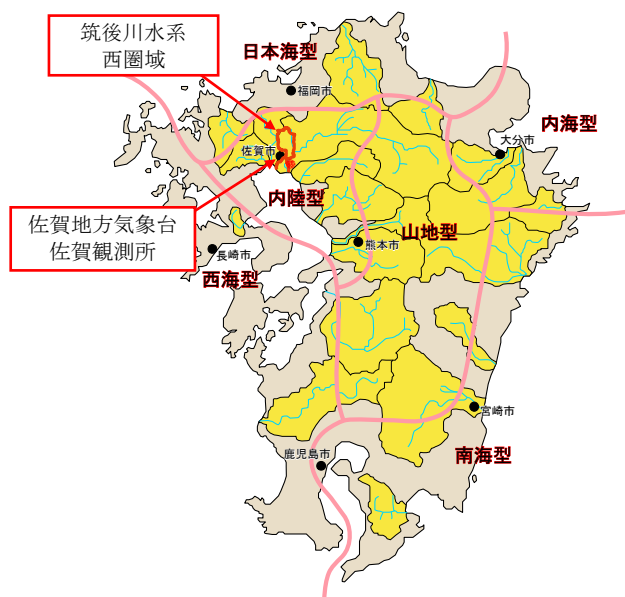 筑後川水系
西圏域
日本海型
福岡市
内海型
大分市
佐賀市
内陸型
佐賀地方気象台
佐賀観測所
山地型
熊本市
長崎市
西海型
宮崎市
南海型
鹿児島市